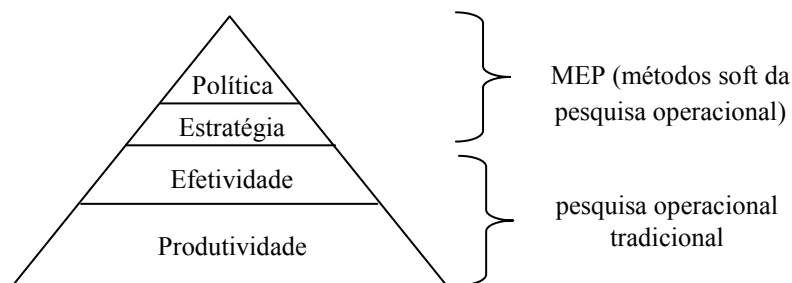 Política
Estratégia
Efetividade
Produtividade
MEP (métodos soft da
pesquisa operacional)
pesquisa operacional
tradicional